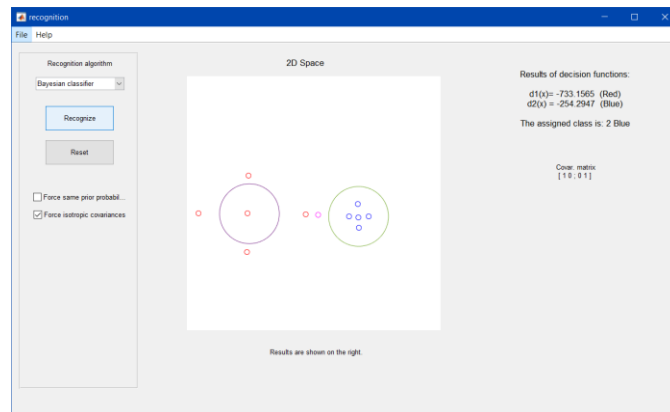 recognition
File Help
Recognition algorithm
Bayesian classifier
Recognize
Reset
Force same prior probabil...
Force isotropic covariances
2D Space
Results are shown on the right.
Results of decision functions:
d1(x)= -733.1565 (Red)
d2(x) = -254.2947 (Blue)
The assigned class is: 2 Blue
Covar. matrix
[ 1 0 ; 0 1 ]